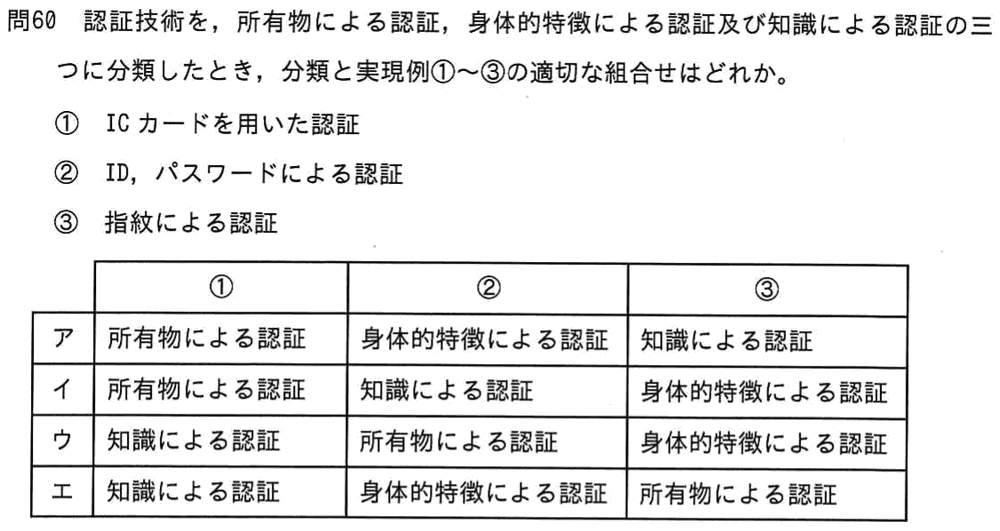 問60　認証技術を，所有物による認証，身体的特徴による認証及び知識による認証の三
つに分類したとき，分類と実現例①～③の適切な組合せはどれか。
①　ICカードを用いた認証
②　ID，パスワードによる認証
③　指紋による認証
①　②　③
ア　所有物による認証　身体的特徴による認証　知識による認証
イ　所有物による認証　知識による認証　身体的特徴による認証
ウ　知識による認証　所有物による認証　身体的特徴による認証
エ　知識による認証　身体的特徴による認証　所有物による認証